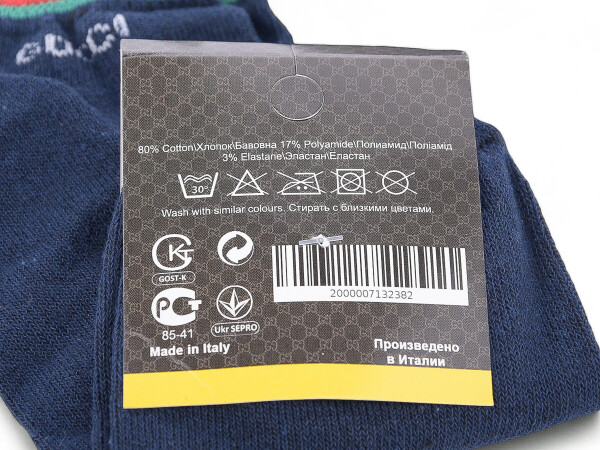 GUCCI
80% Cotton\Хлопок\Бавовна 17% Polyamide\Полиамид\Поліамід
3% Elastane\Эластан\Еластан
30°
Wash with similar colours. Стирать с близкими цветами.
GOST-K
85-41
Ukr SEPRO
2000007132382
Made in Italy
Произведено
в Италии